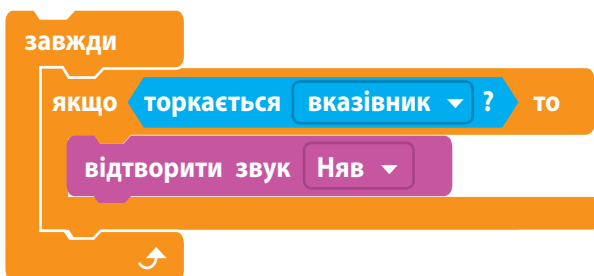 завжди
якщо торкається вказівник ? то
відтворити звук Няв